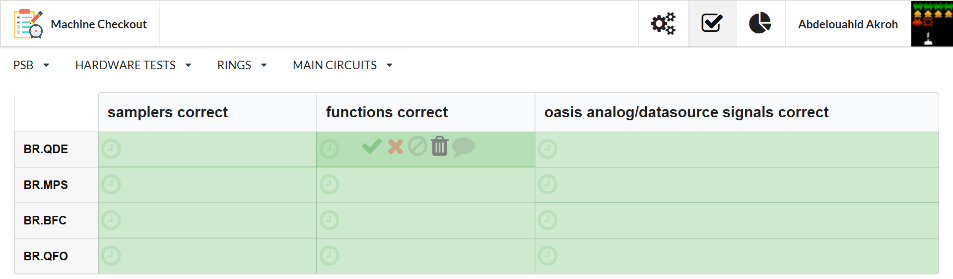 Machine Checkout
Abdelouahid Akroh
PSB HARDWARE TESTS RINGS MAIN CIRCUITS
samplers correct functions correct oasis analog/datasource signals correct
BR.QDE
BR.MPS
BR.BFC
BR.QFO